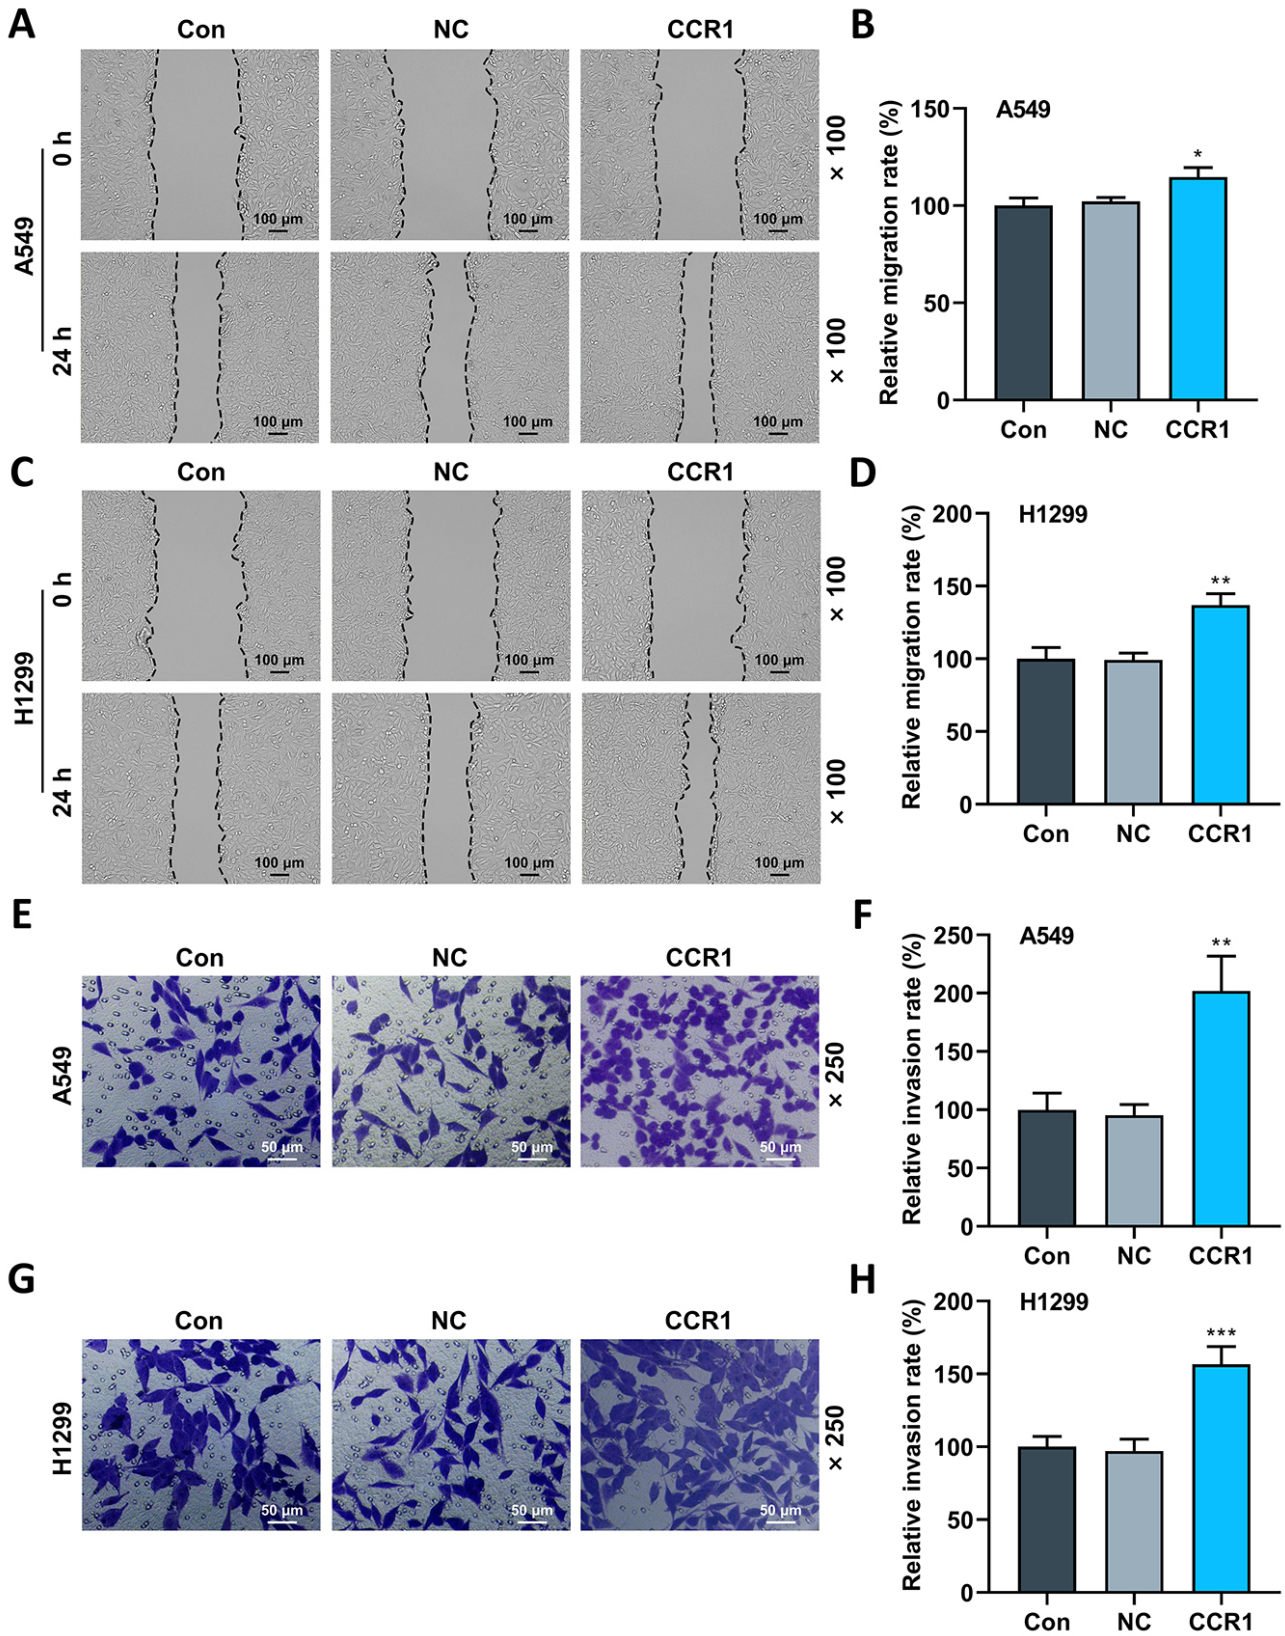 A
Con NC CCR1
A549
0 h
100 µm 100 µm 100 µm
× 100
24 h
100 µm 100 µm 100 µm
× 100
B
A549
Relative migration rate (%)
150
100
50
0
*
Con NC CCR1
C
Con NC CCR1
H1299
0 h
100 µm 100 µm 100 µm
× 100
24 h
100 µm 100 µm 100 µm
× 100
D
H1299
Relative migration rate (%)
200
150
100
50
0
**
Con NC CCR1
E
Con NC CCR1
A549
50 µm 50 µm 50 µm
× 250
F
A549
Relative invasion rate (%)
250
200
150
100
50
0
**
Con NC CCR1
G
Con NC CCR1
H1299
50 µm 50 µm 50 µm
× 250
H
H1299
Relative invasion rate (%)
200
150
100
50
0
***
Con NC CCR1